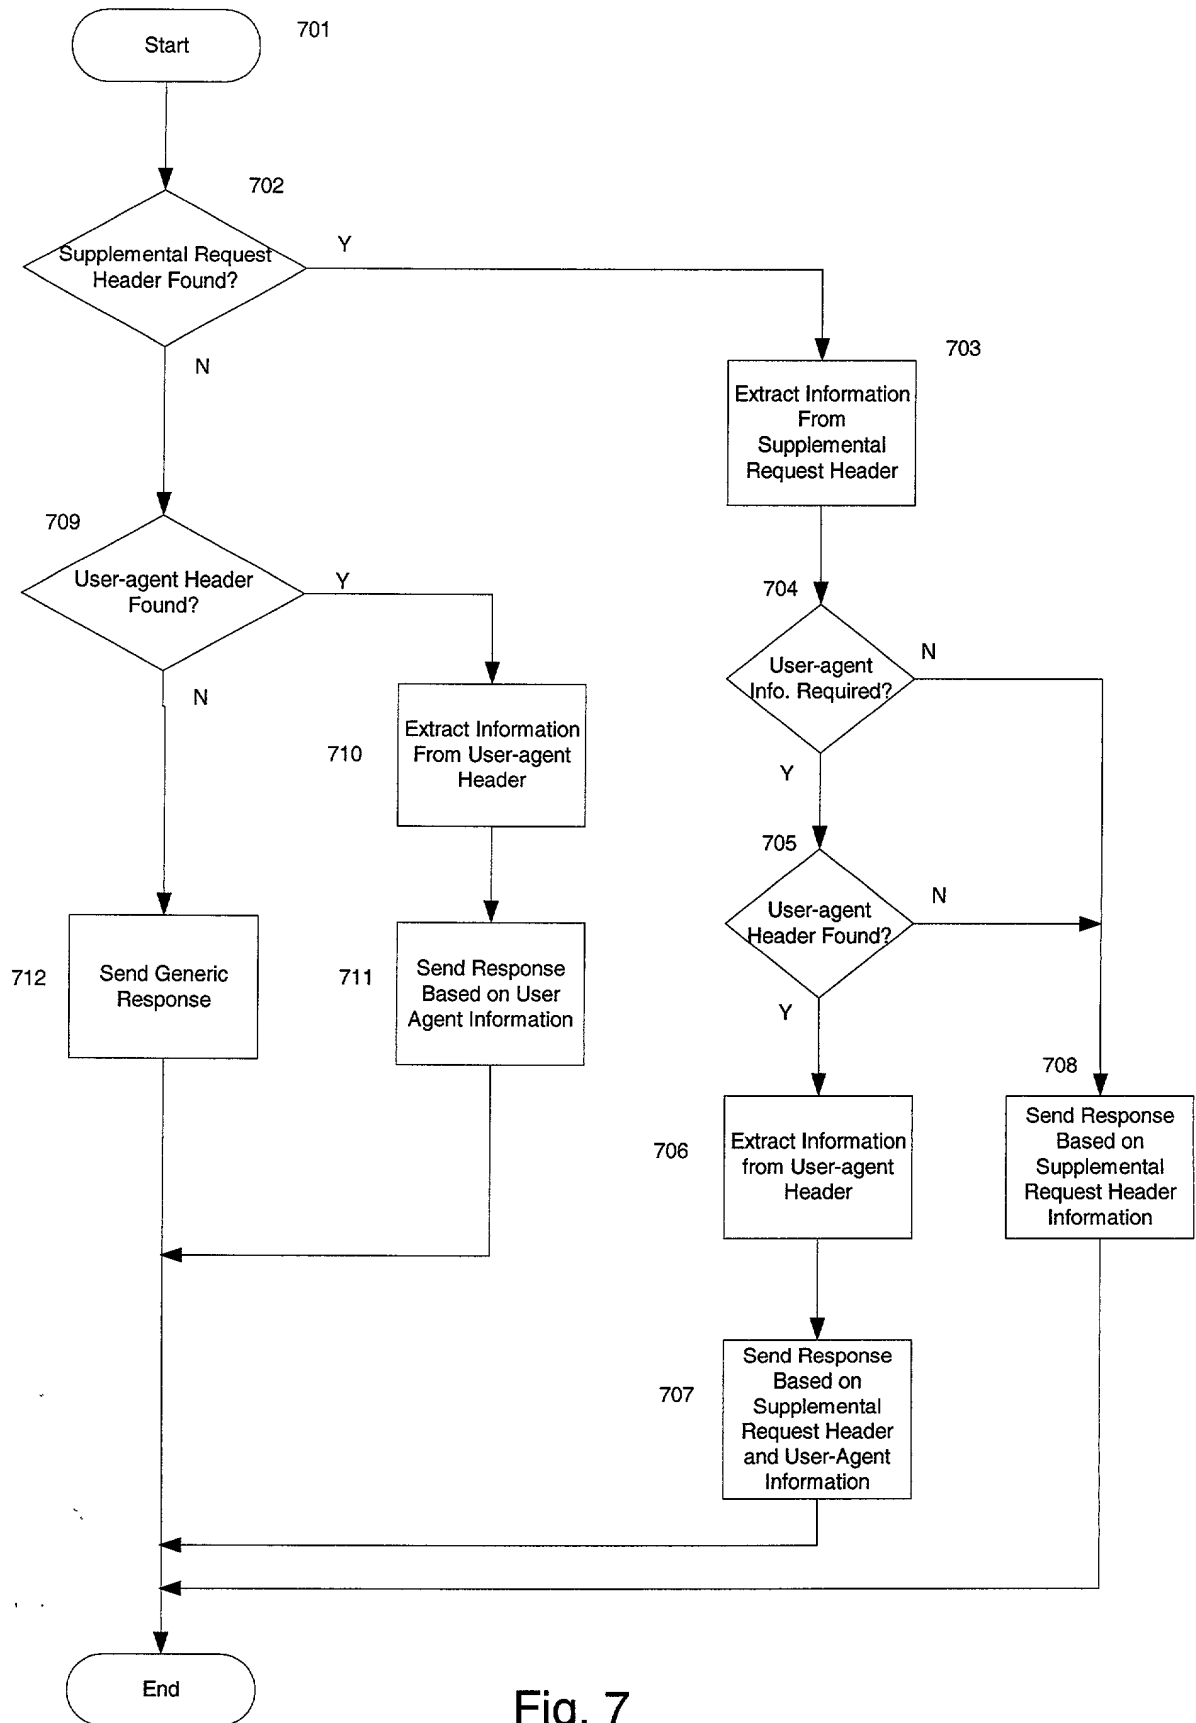 Start
701
702
Supplemental Request
Header Found?
Y
N
703
Extract Information
From
Supplemental
Request Header
709
User-agent Header
Found?
Y
N
704
User-agent
Info. Required?
N
Y
710
Extract Information
From User-agent
Header
705
User-agent
Header Found?
N
Y
712
Send Generic
Response
711
Send Response
Based on User
Agent Information
708
Send Response
Based on
Supplemental
Request Header
Information
706
Extract Information
from User-agent
Header
707
Send Response
Based on
Supplemental
Request Header
and User-Agent
Information
End
Fig. 7